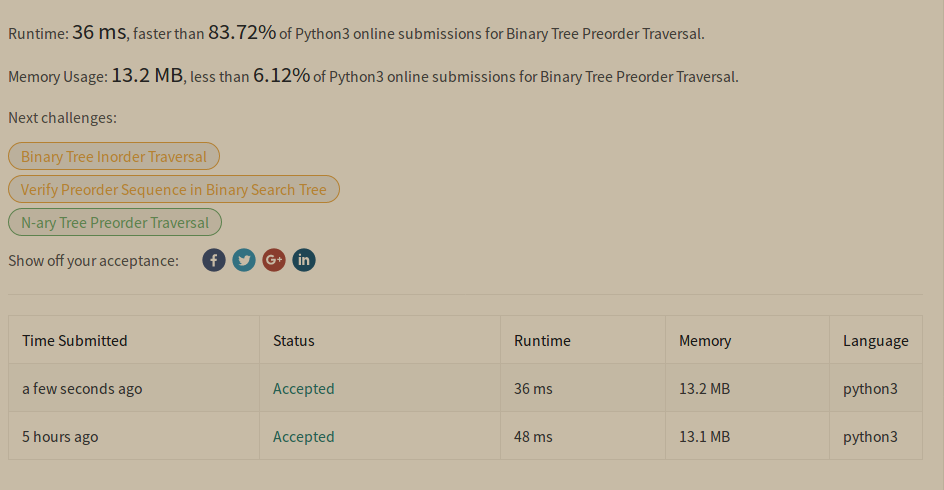 Runtime: 36 ms, faster than 83.72% of Python3 online submissions for Binary Tree Preorder Traversal.
Memory Usage: 13.2 MB, less than 6.12% of Python3 online submissions for Binary Tree Preorder Traversal.
Next challenges:
Binary Tree Inorder Traversal
Verify Preorder Sequence in Binary Search Tree
N-ary Tree Preorder Traversal
Show off your acceptance: f G+ in
Time Submitted Status Runtime Memory Language
a few seconds ago Accepted 36 ms 13.2 MB python3
5 hours ago Accepted 48 ms 13.1 MB python3